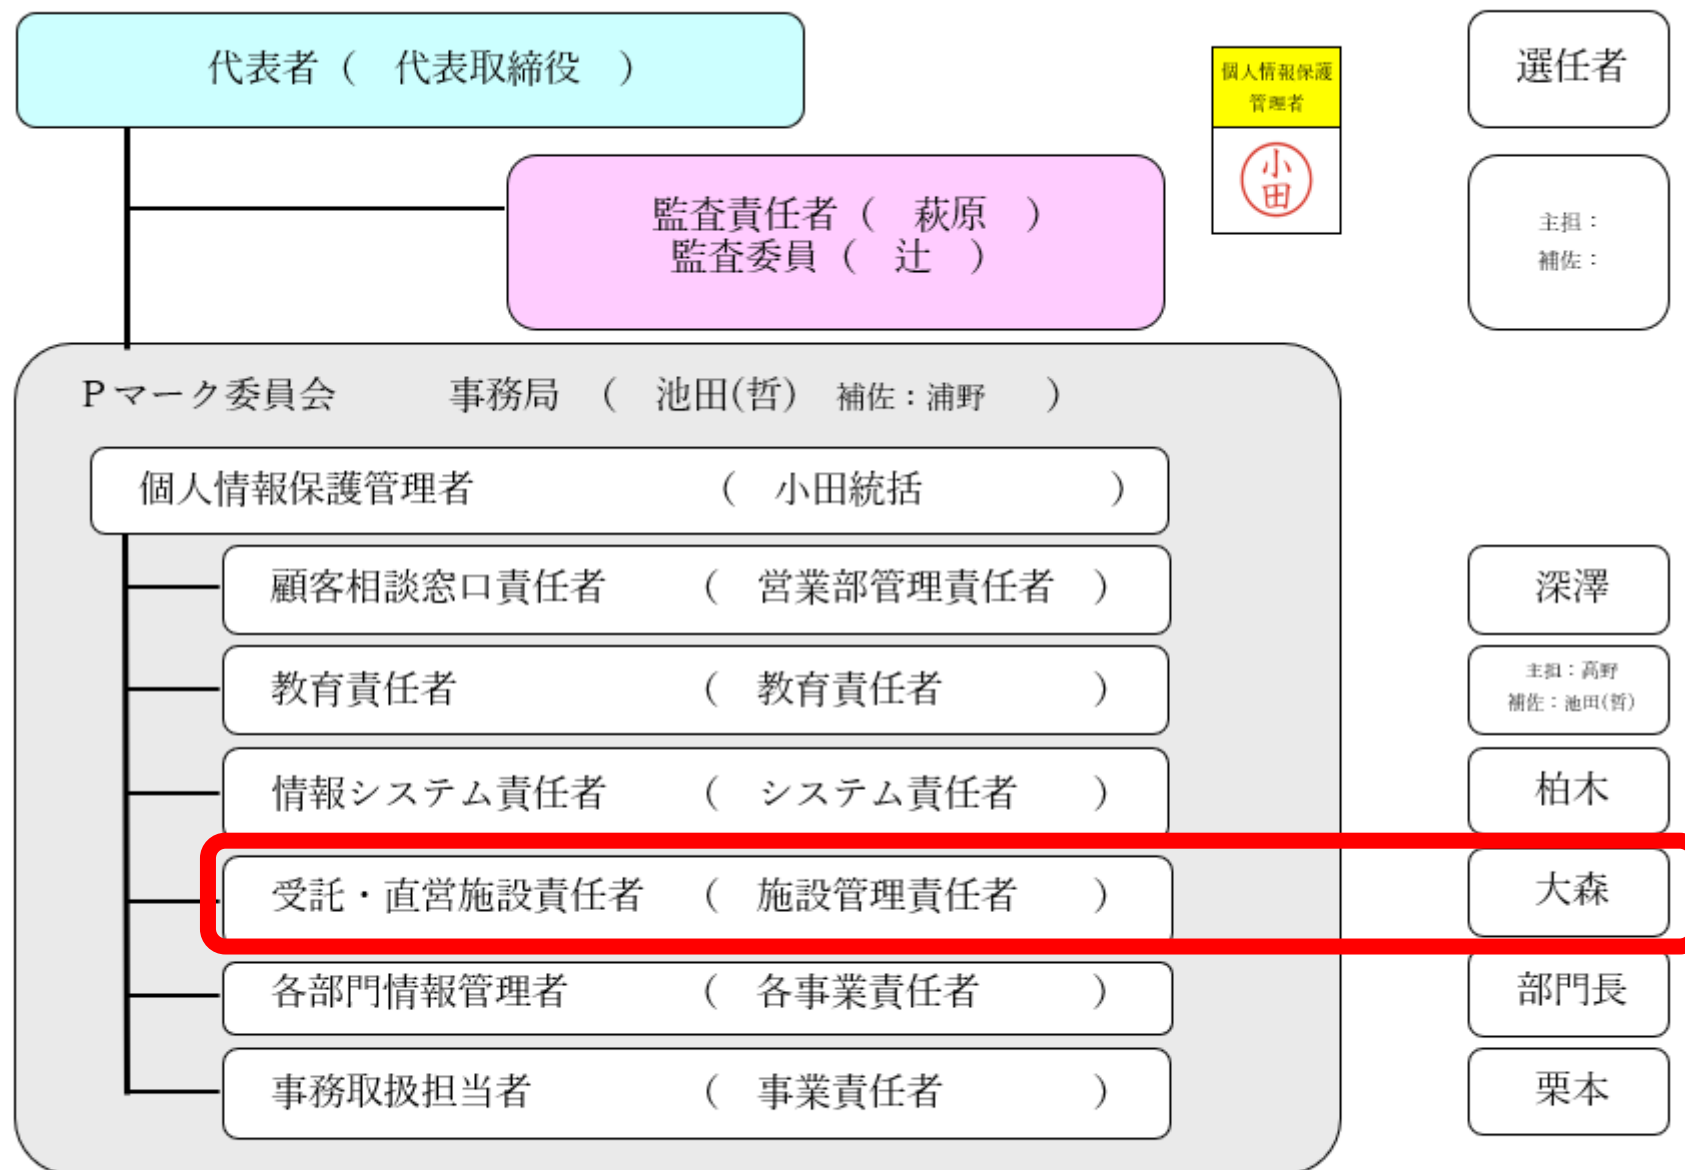 代表者（　代表取締役　）
個人情報保護
管理者
小田
選任者
監査責任者（　萩原　）
監査委員（　辻　）
主担：
補佐：
Pマーク委員会　　　事務局　（　池田(哲)　補佐：浦野　）
個人情報保護管理者　（　小田統括　）
顧客相談窓口責任者　（　営業部管理責任者　）　深澤
教育責任者　（　教育責任者　）
主担：高野
補佐：池田(哲)
情報システム責任者　（　システム責任者　）　柏木
受託・直営施設責任者　（　施設管理責任者　）　大森
各部門情報管理者　（　各事業責任者　）　部門長
事務取扱担当者　（　事業責任者　）　栗本